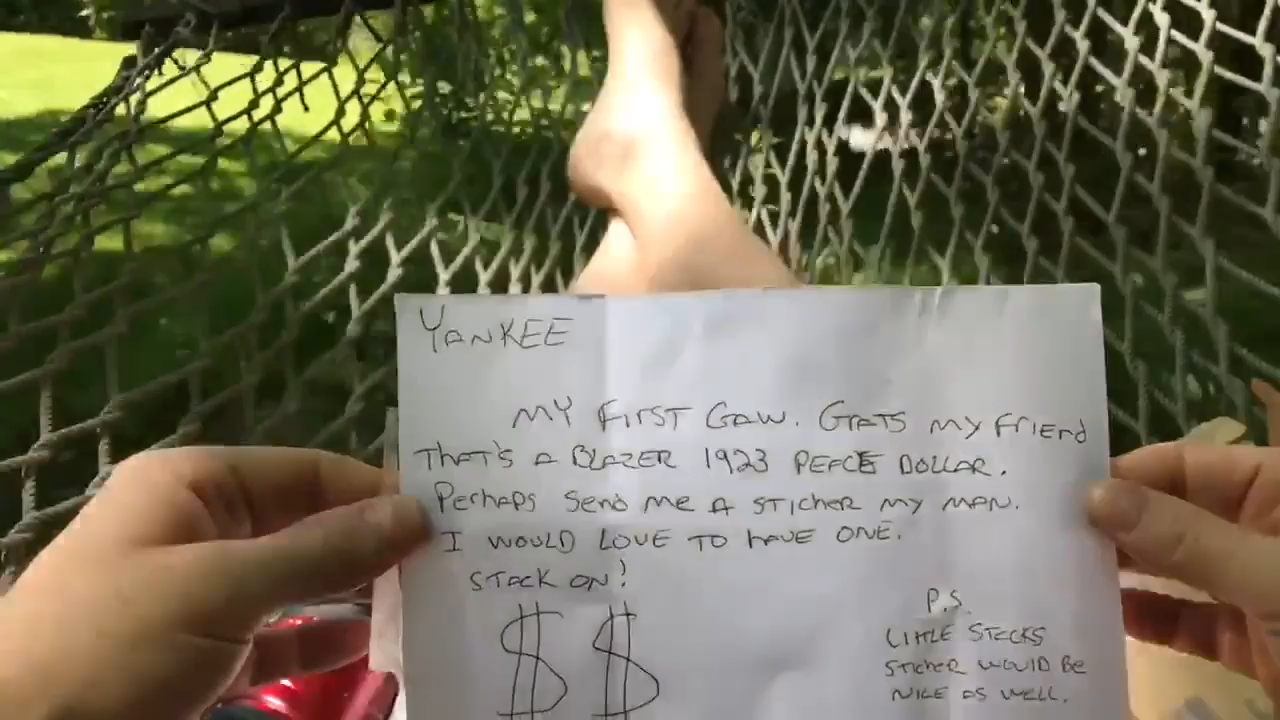 YANKEE
MY FIRST GAW. GRATS MY FRIEND
THAT'S A BLAZER 1923 PEACE DOLLAR.
PERHAPS SEND ME A STICKER MY MAN.
I WOULD LOVE TO HAVE ONE.
STACK ON!
$ $
P.S.
LITTLE STACKS
STICKER WOULD BE
NICE AS WELL.